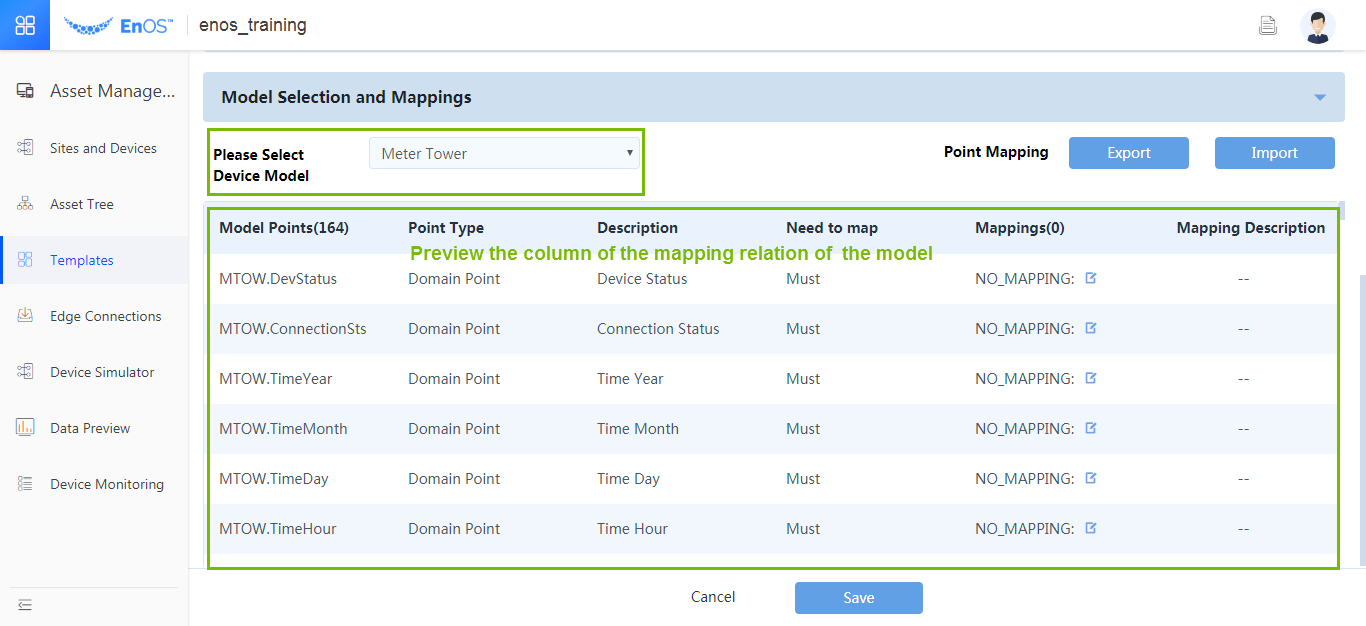 EnOS™ enos_training
Asset Manage...
Sites and Devices
Asset Tree
Templates
Edge Connections
Device Simulator
Data Preview
Device Monitoring
Model Selection and Mappings
Please Select
Device Model
Meter Tower
Point Mapping Export Import
Model Points(164) Point Type Description Need to map Mappings(0) Mapping Description
Preview the column of the mapping relation of the model
MTOW.DevStatus Domain Point Device Status Must NO_MAPPING: --
MTOW.ConnectionSts Domain Point Connection Status Must NO_MAPPING: --
MTOW.TimeYear Domain Point Time Year Must NO_MAPPING: --
MTOW.TimeMonth Domain Point Time Month Must NO_MAPPING: --
MTOW.TimeDay Domain Point Time Day Must NO_MAPPING: --
MTOW.TimeHour Domain Point Time Hour Must NO_MAPPING: --
Cancel Save